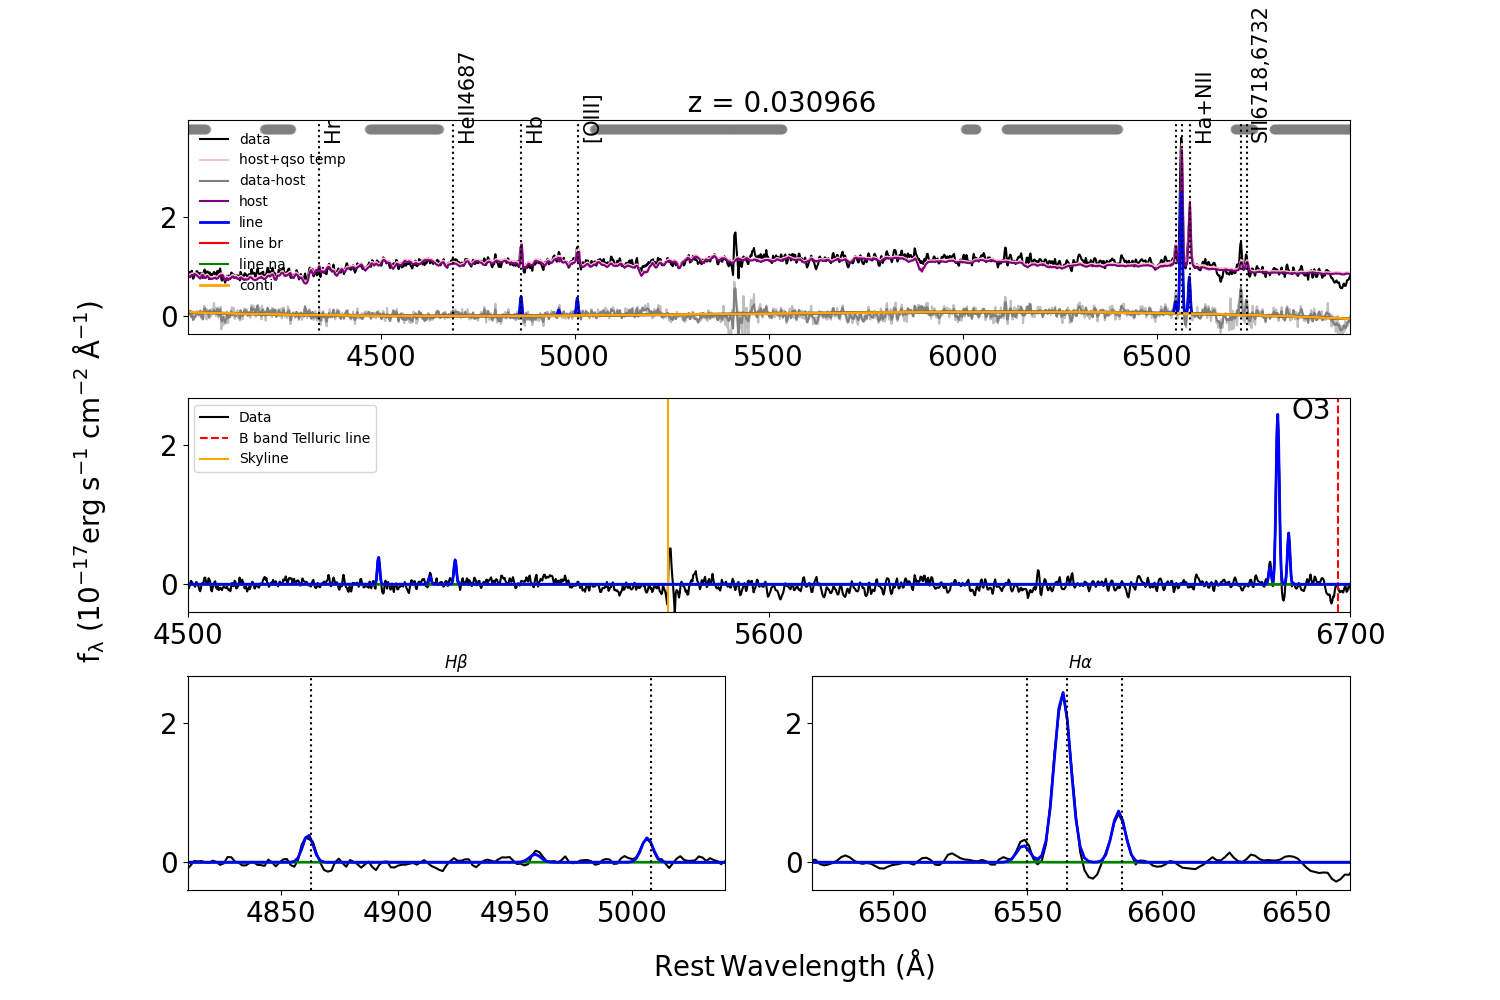 z = 0.030966
Hr
HeII4687
Hb
[OIII]
Ha+NII
SII6718,6732
data
host+qso temp
data-host
host
line
line br
line na
conti
2
0
4500
5000
5500
6000
6500
Data
B band Telluric line
Skyline
O3
2
0
4500
5600
6700
fλ (10−17erg s−1 cm−2 Å−1)
Hβ
2
0
4850
4900
4950
5000
Hα
2
0
6500
6550
6600
6650
Rest Wavelength (Å)